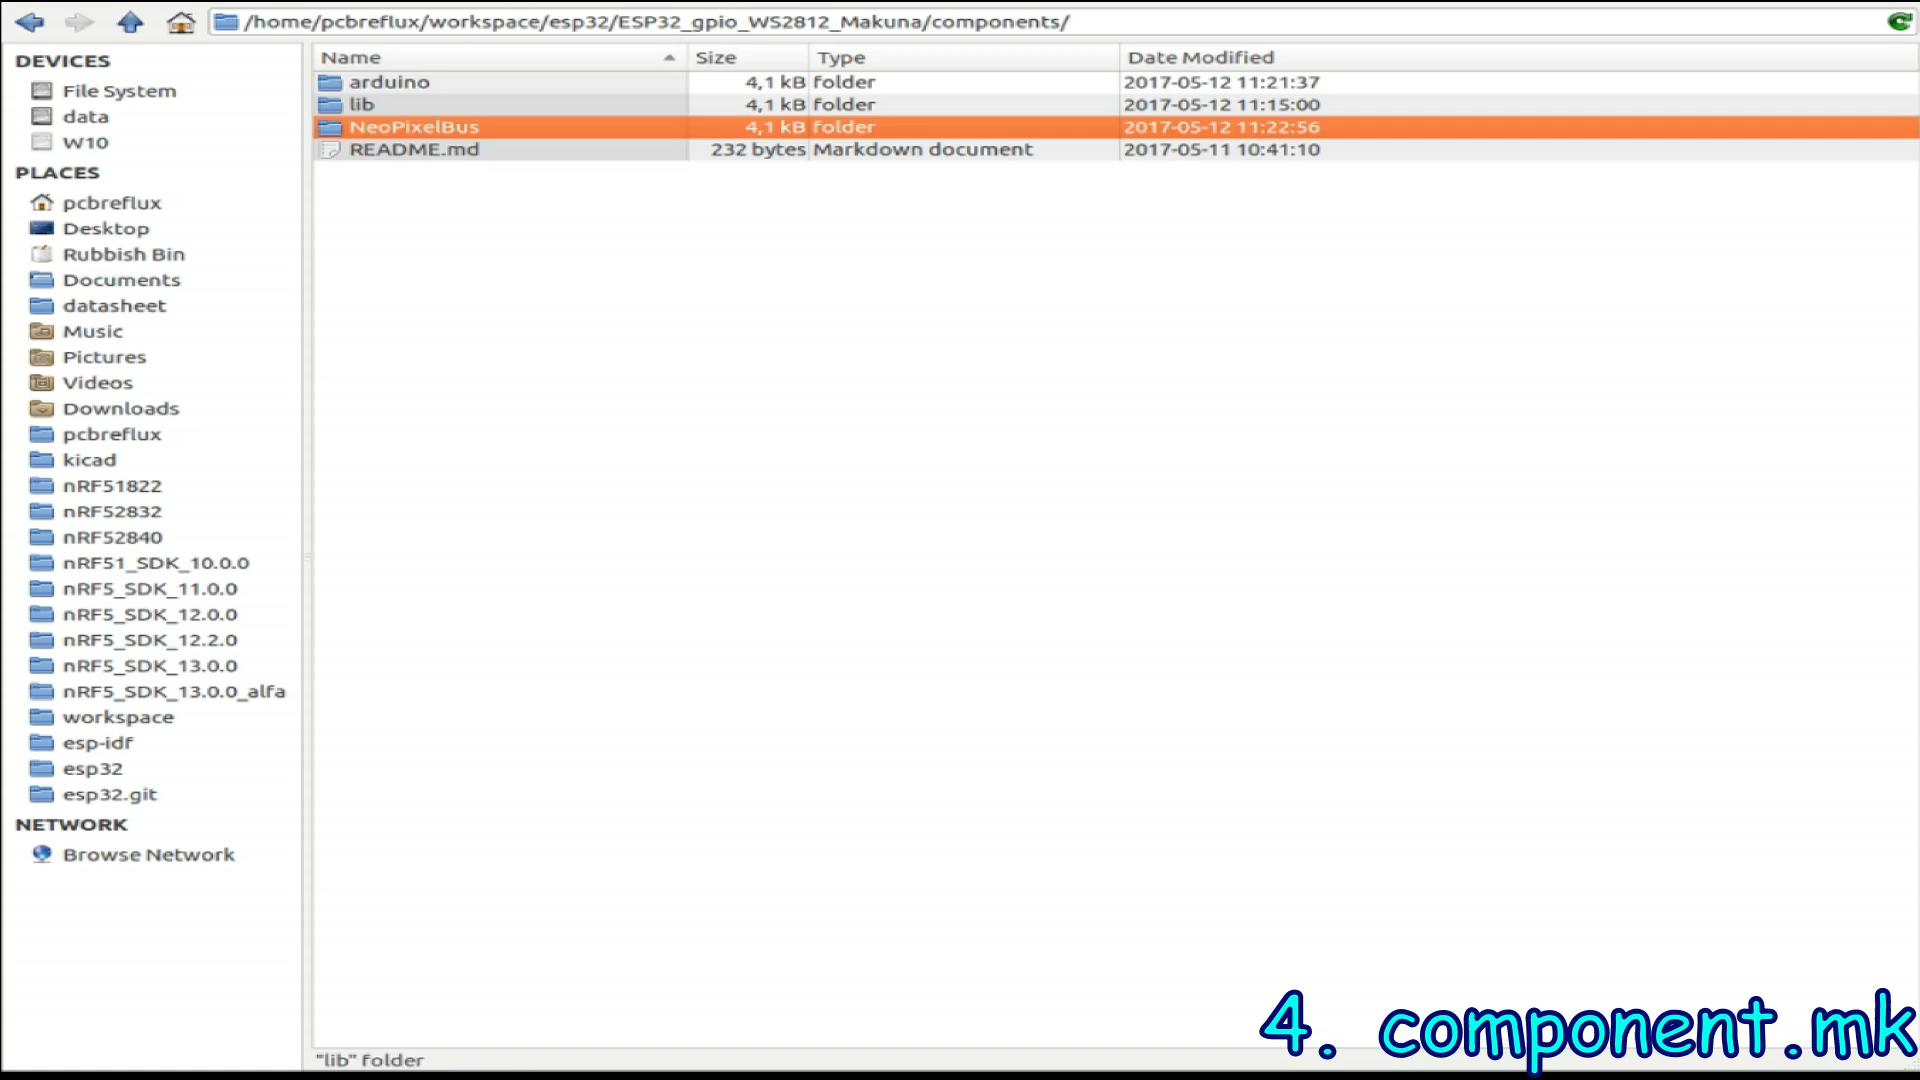 /home/pcbreflux/workspace/esp32/ESP32_gpio_WS2812_Makuna/components/
DEVICES
File System
data
W10
PLACES
pcbreflux
Desktop
Rubbish Bin
Documents
datasheet
Music
Pictures
Videos
Downloads
pcbreflux
kicad
nRF51822
nRF52832
nRF52840
nRF51_SDK_10.0.0
nRF5_SDK_11.0.0
nRF5_SDK_12.0.0
nRF5_SDK_12.2.0
nRF5_SDK_13.0.0
nRF5_SDK_13.0.0_alfa
workspace
esp-idf
esp32
esp32.git
NETWORK
Browse Network
Name Size Type Date Modified
arduino 4,1 kB folder 2017-05-12 11:21:37
lib 4,1 kB folder 2017-05-12 11:15:00
NeoPixelBus 4,1 kB folder 2017-05-12 11:22:56
README.md 232 bytes Markdown document 2017-05-11 10:41:10
"lib" folder
4. component.mk